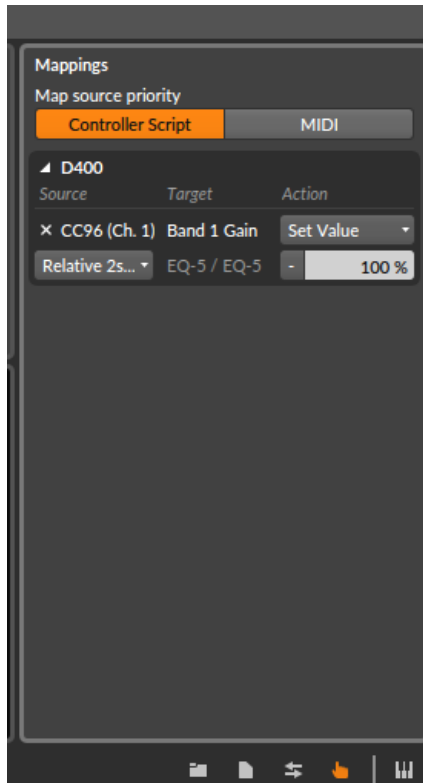 Mappings
Map source priority
Controller Script MIDI
D400
Source Target Action
× CC96 (Ch. 1) Band 1 Gain Set Value
Relative 2s... EQ-5 / EQ-5 - 100 %